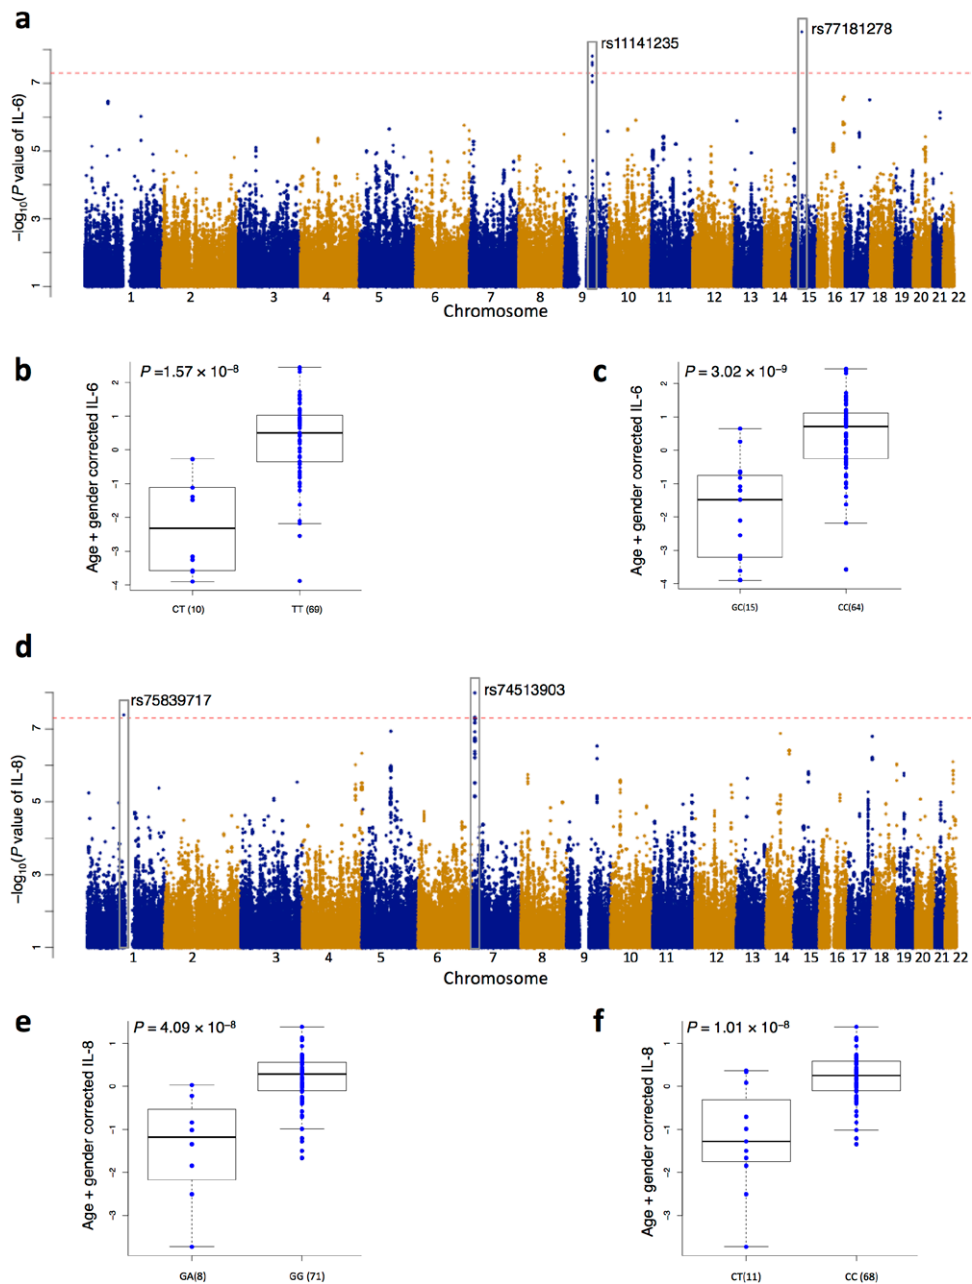 a
rs11141235
rs77181278
–log10(P value of IL-6)
7
5
3
1
1 2 3 4 5 6 7 8 9 10 11 12 13 14 15 16 17 18 19 20 21 22
Chromosome
b
P =1.57 × 10–8
Age + gender corrected IL-6
2
1
0
–1
–2
–3
–4
CT (10)
TT (69)
c
P = 3.02 × 10–9
Age + gender corrected IL-6
2
1
0
–1
–2
–3
–4
GC(15)
CC(64)
d
rs75839717
rs74513903
–log10(P value of IL-8)
7
5
3
1
1 2 3 4 5 6 7 8 9 10 11 12 13 14 15 16 17 18 19 20 21 22
Chromosome
e
P = 4.09 × 10–8
Age + gender corrected IL-8
1
0
–1
–2
–3
GA(8)
GG (71)
f
P = 1.01 × 10–8
Age + gender corrected IL-8
1
0
–1
–2
–3
CT(11)
CC (68)